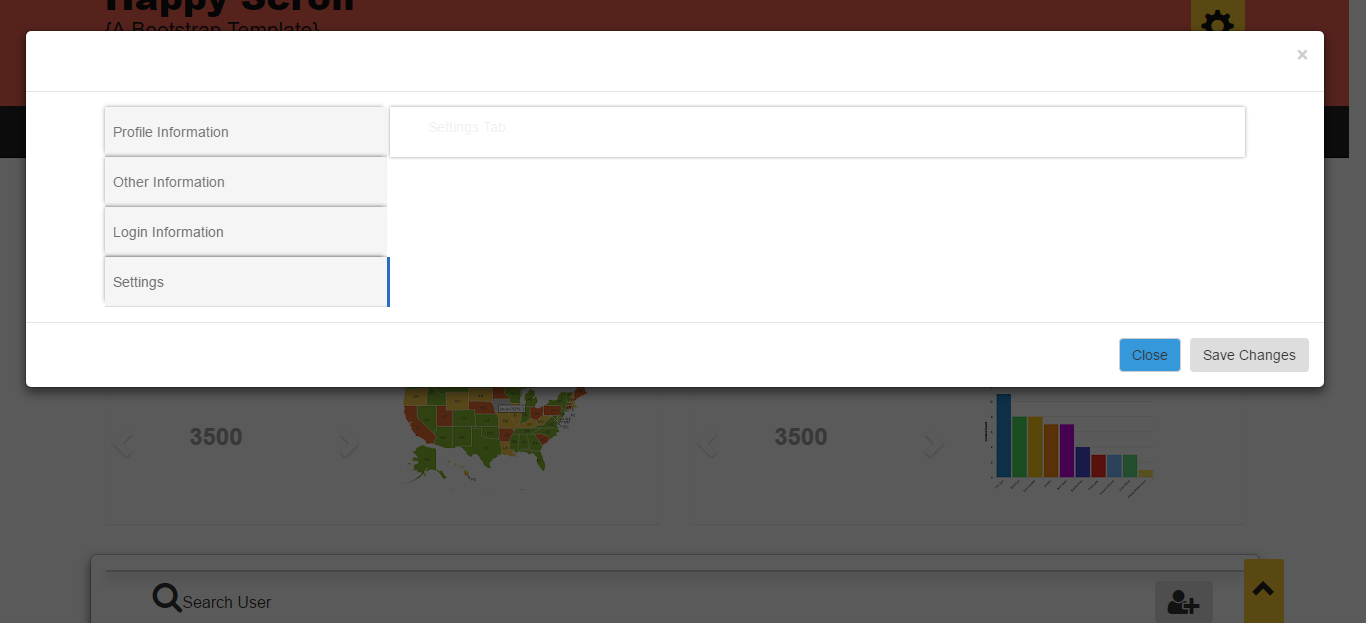 Happy Scroll
{A Bootstrap Template}
×
Profile Information
Settings Tab
Other Information
Login Information
Settings
Close
Save Changes
3500
3500
Search User